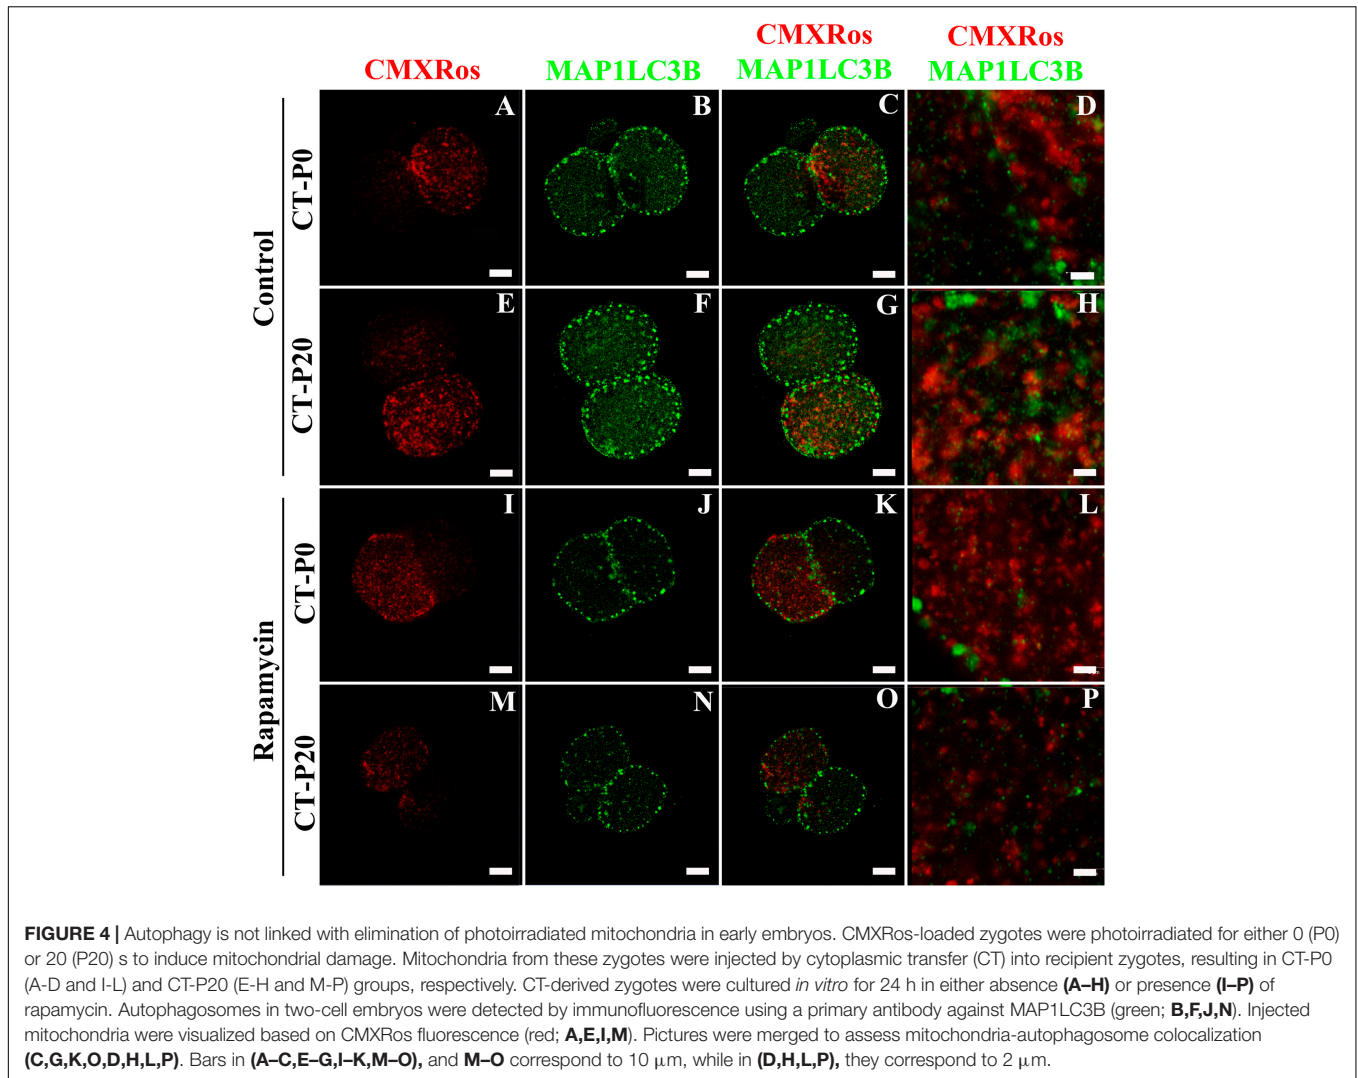 CMXRos
MAP1LC3B
CMXRos
MAP1LC3B
CMXRos
MAP1LC3B
Control
CT-P0
A
B
C
D
CT-P20
E
F
G
H
Rapamycin
CT-P0
I
J
K
L
CT-P20
M
N
O
P
FIGURE 4 | Autophagy is not linked with elimination of photoirradiated mitochondria in early embryos. CMXRos-loaded zygotes were photoirradiated for either 0 (P0)
or 20 (P20) s to induce mitochondrial damage. Mitochondria from these zygotes were injected by cytoplasmic transfer (CT) into recipient zygotes, resulting in CT-P0
(A-D and I-L) and CT-P20 (E-H and M-P) groups, respectively. CT-derived zygotes were cultured in vitro for 24 h in either absence (A–H) or presence (I–P) of
rapamycin. Autophagosomes in two-cell embryos were detected by immunofluorescence using a primary antibody against MAP1LC3B (green; B,F,J,N). Injected
mitochondria were visualized based on CMXRos fluorescence (red; A,E,I,M). Pictures were merged to assess mitochondria-autophagosome colocalization
(C,G,K,O,D,H,L,P). Bars in (A–C,E–G,I–K,M–O), and M–O correspond to 10 μm, while in (D,H,L,P), they correspond to 2 μm.